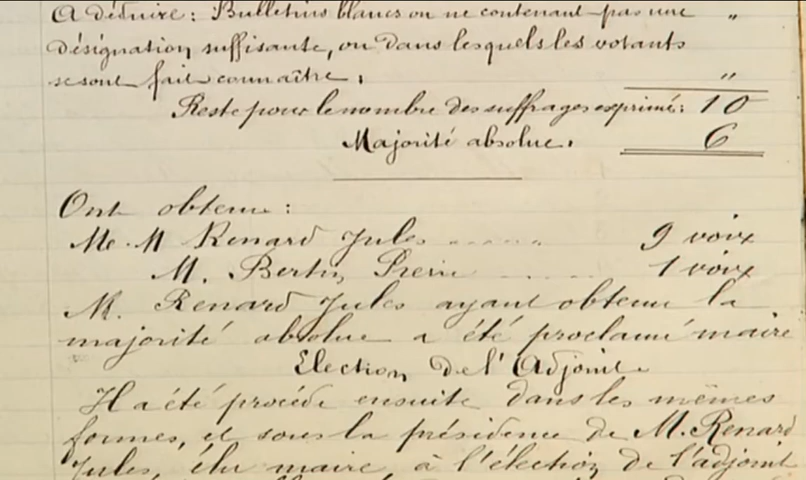 A déduire : Bulletins blancs ou ne contenant pas une "
désignation suffisante, ou dans lesquels les votants
se sont fait connaître. "
Reste pour le nombre des suffrages exprimé : 10
Majorité absolue. 6
Ont obtenu :
M.M Renard Jules ..... 9 voix
M. Bertin ..... 1 voix
M. Renard Jules ayant obtenu la
majorité absolue a été proclamé maire
Election de l'Adjoint.
Il a été procédé ensuite dans les mêmes
formes, et sous la présidence de M. Renard
Jules, élu maire, à l'élection de l'adjoint